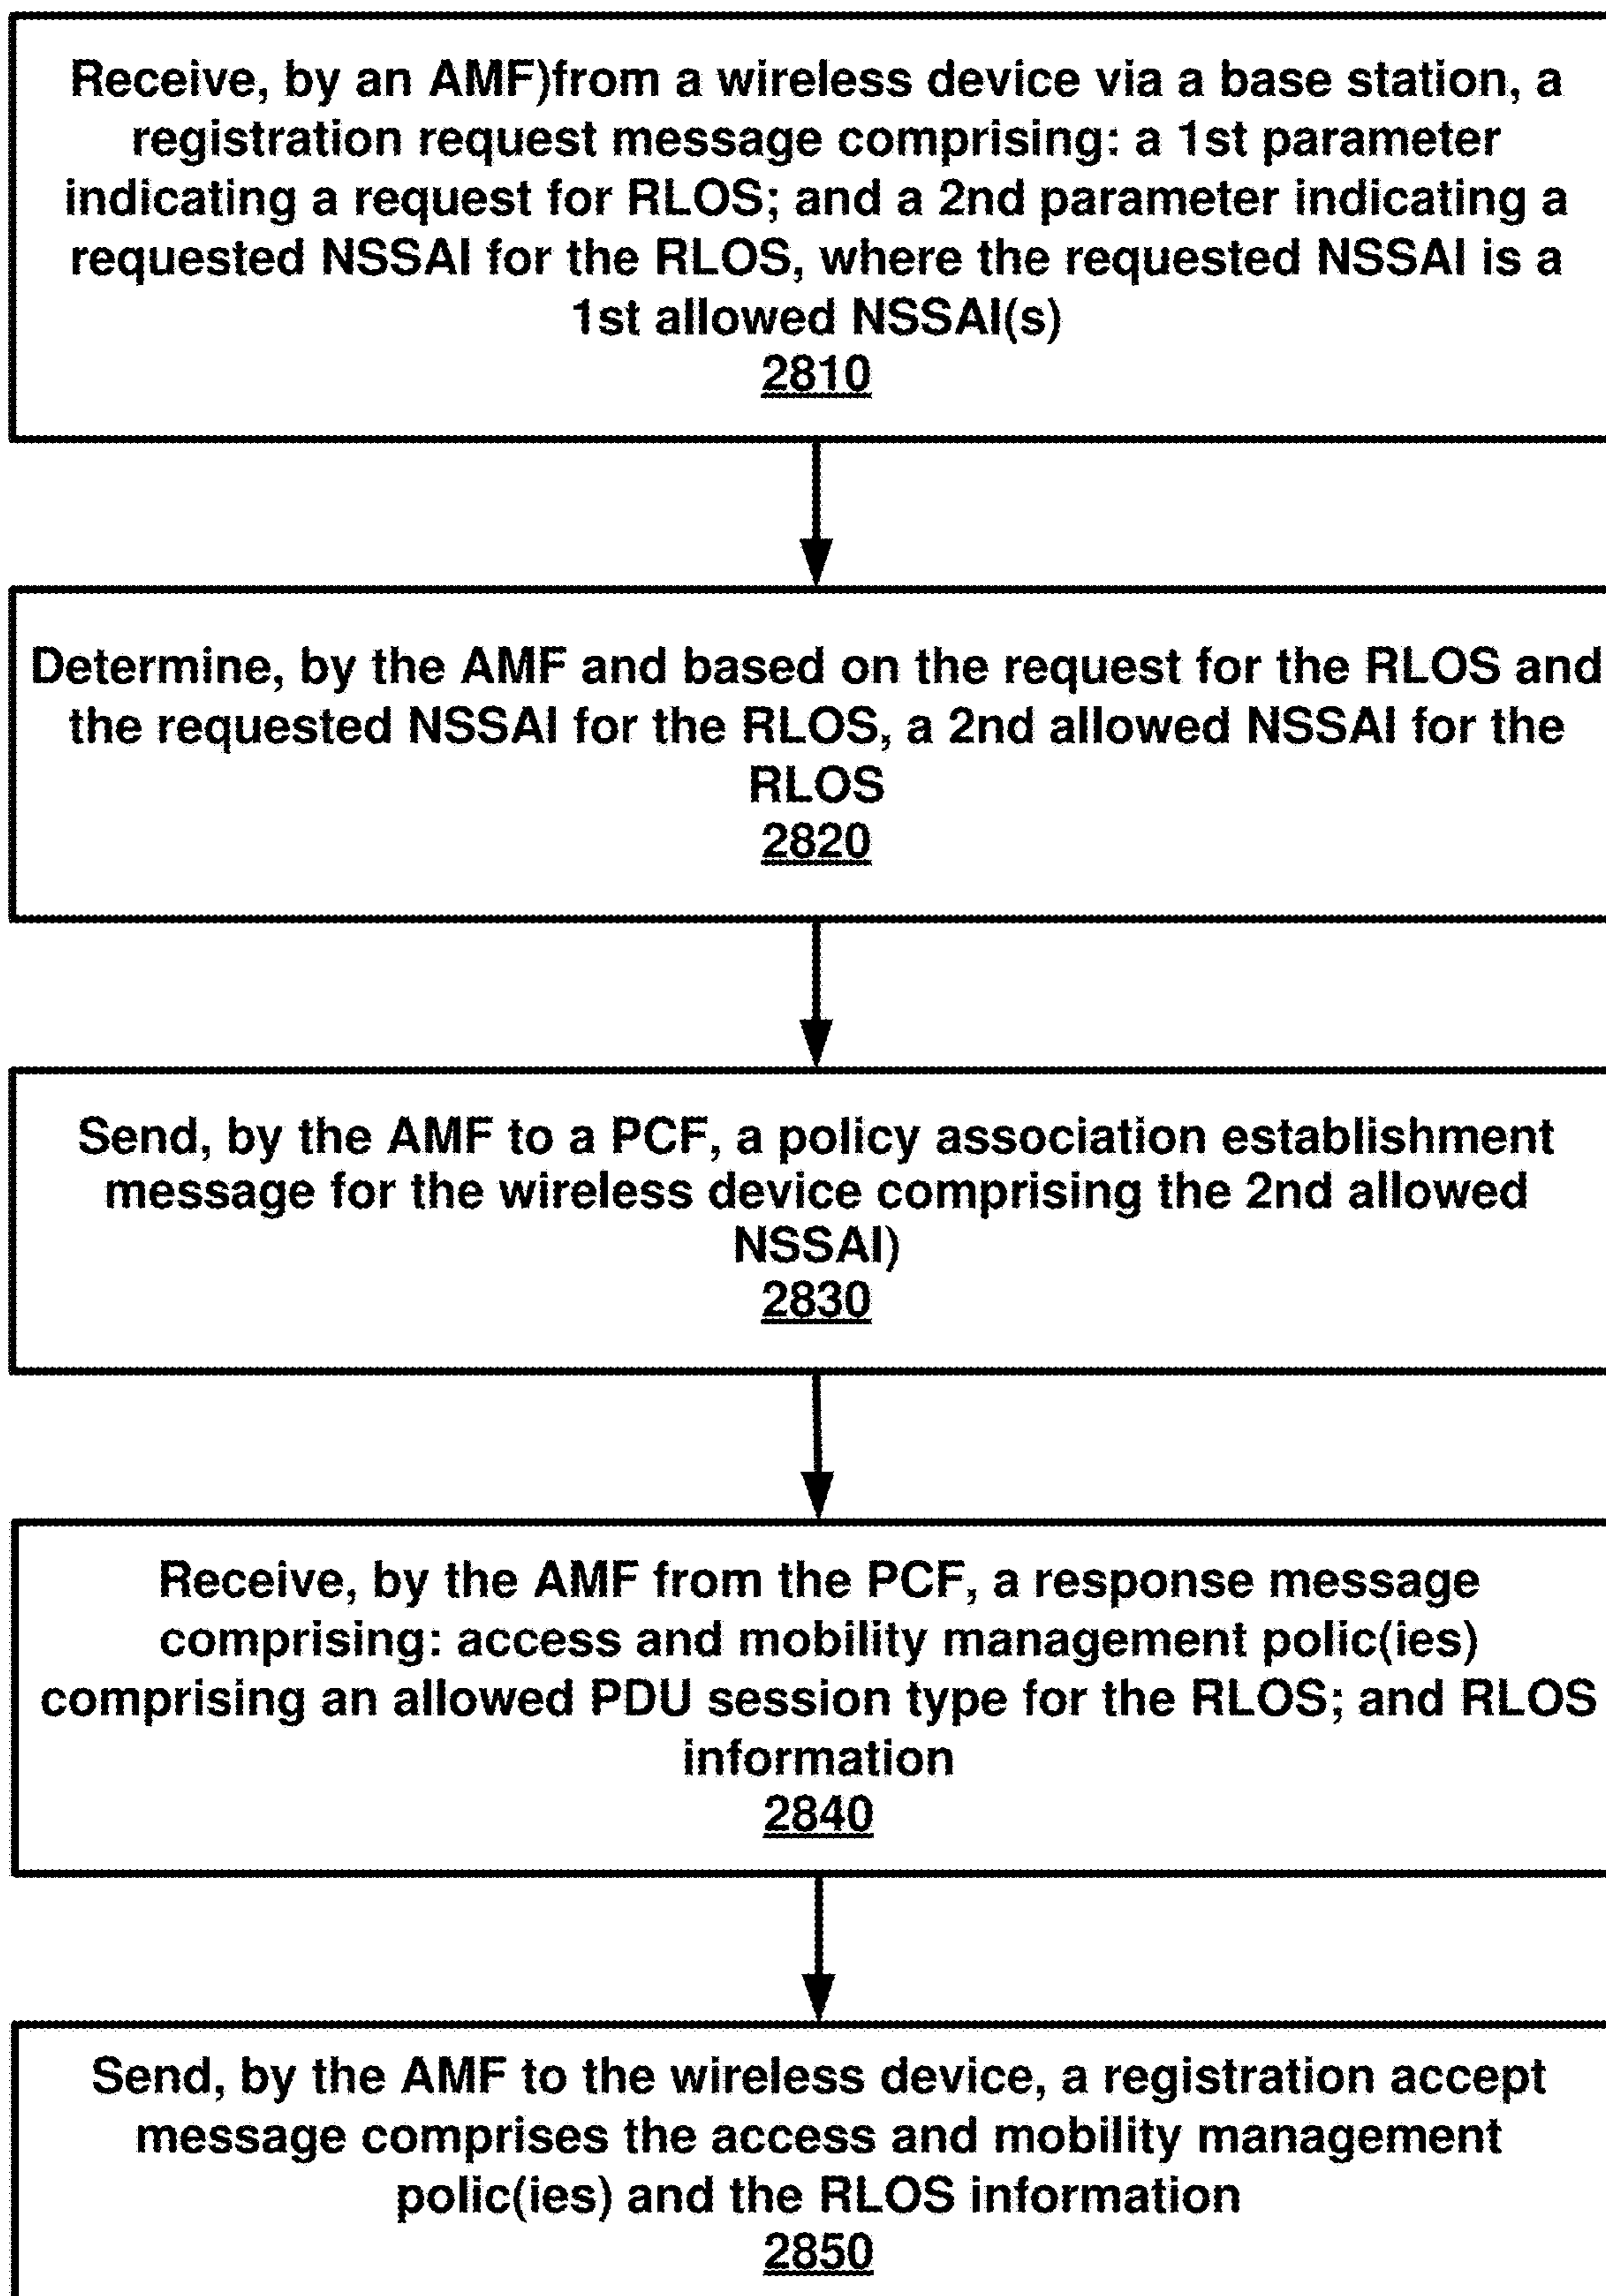 Receive, by an AMF)from a wireless device via a base station, a
registration request message comprising: a 1st parameter
indicating a request for RLOS; and a 2nd parameter indicating a
requested NSSAI for the RLOS, where the requested NSSAI is a
1st allowed NSSAI(s)
2810
Determine, by the AMF and based on the request for the RLOS and
the requested NSSAI for the RLOS, a 2nd allowed NSSAI for the
RLOS
2820
Send, by the AMF to a PCF, a policy association establishment
message for the wireless device comprising the 2nd allowed
NSSAI)
2830
Receive, by the AMF from the PCF, a response message
comprising: access and mobility management polic(ies)
comprising an allowed PDU session type for the RLOS; and RLOS
information
2840
Send, by the AMF to the wireless device, a registration accept
message comprises the access and mobility management
polic(ies) and the RLOS information
2850